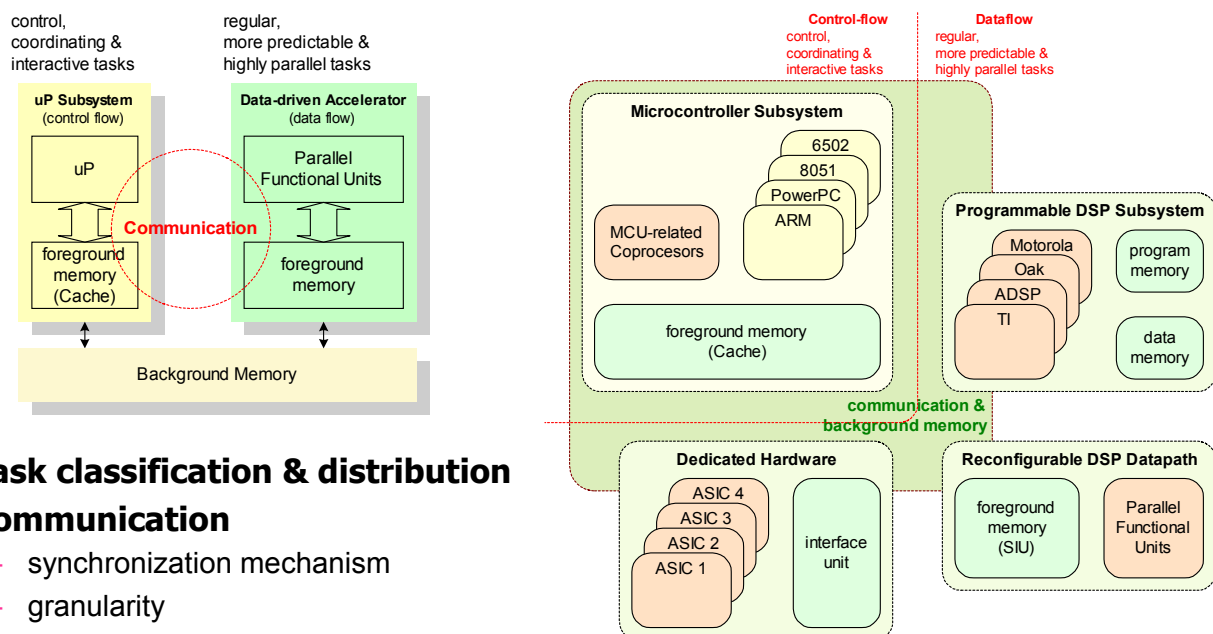 control,
coordinating &
interactive tasks
regular,
more predictable &
highly parallel tasks
uP Subsystem
(control flow)
uP
foreground
memory
(Cache)
Data-driven Accelerator
(data flow)
Parallel
Functional Units
foreground
memory
Communication
Background Memory
ask classification & distribution
ommunication
synchronization mechanism
granularity
Control-flow
control,
coordinating &
interactive tasks
Dataflow
regular,
more predictable &
highly parallel tasks
Microcontroller Subsystem
6502
8051
PowerPC
ARM
MCU-related
Coprocesors
foreground memory
(Cache)
Programmable DSP Subsystem
Motorola
Oak
ADSP
TI
program
memory
data
memory
communication &
background memory
Dedicated Hardware
ASIC 4
ASIC 3
ASIC 2
ASIC 1
interface
unit
Reconfigurable DSP Datapath
foreground
memory
(SIU)
Parallel
Functional
Units